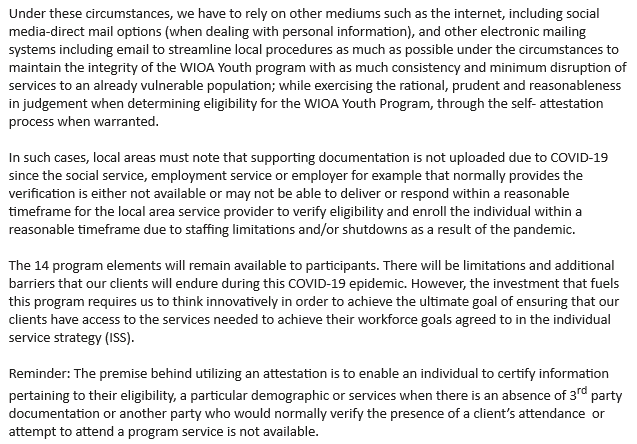 Under these circumstances, we have to rely on other mediums such as the internet, including social
media-direct mail options (when dealing with personal information), and other electronic mailing
systems including email to streamline local procedures as much as possible under the circumstances to
maintain the integrity of the WIOA Youth program with as much consistency and minimum disruption of
services to an already vulnerable population; while exercising the rational, prudent and reasonableness
in judgement when determining eligibility for the WIOA Youth Program, through the self- attestation
process when warranted.
In such cases, local areas must note that supporting documentation is not uploaded due to COVID-19
since the social service, employment service or employer for example that normally provides the
verification is either not available or may not be able to deliver or respond within a reasonable
timeframe for the local area service provider to verify eligibility and enroll the individual within a
reasonable timeframe due to staffing limitations and/or shutdowns as a result of the pandemic.
The 14 program elements will remain available to participants. There will be limitations and additional
barriers that our clients will endure during this COVID-19 epidemic. However, the investment that fuels
this program requires us to think innovatively in order to achieve the ultimate goal of ensuring that our
clients have access to the services needed to achieve their workforce goals agreed to in the individual
service strategy (ISS).
Reminder: The premise behind utilizing an attestation is to enable an individual to certify information
pertaining to their eligibility, a particular demographic or services when there is an absence of 3rd party
documentation or another party who would normally verify the presence of a client's attendance or
attempt to attend a program service is not available.